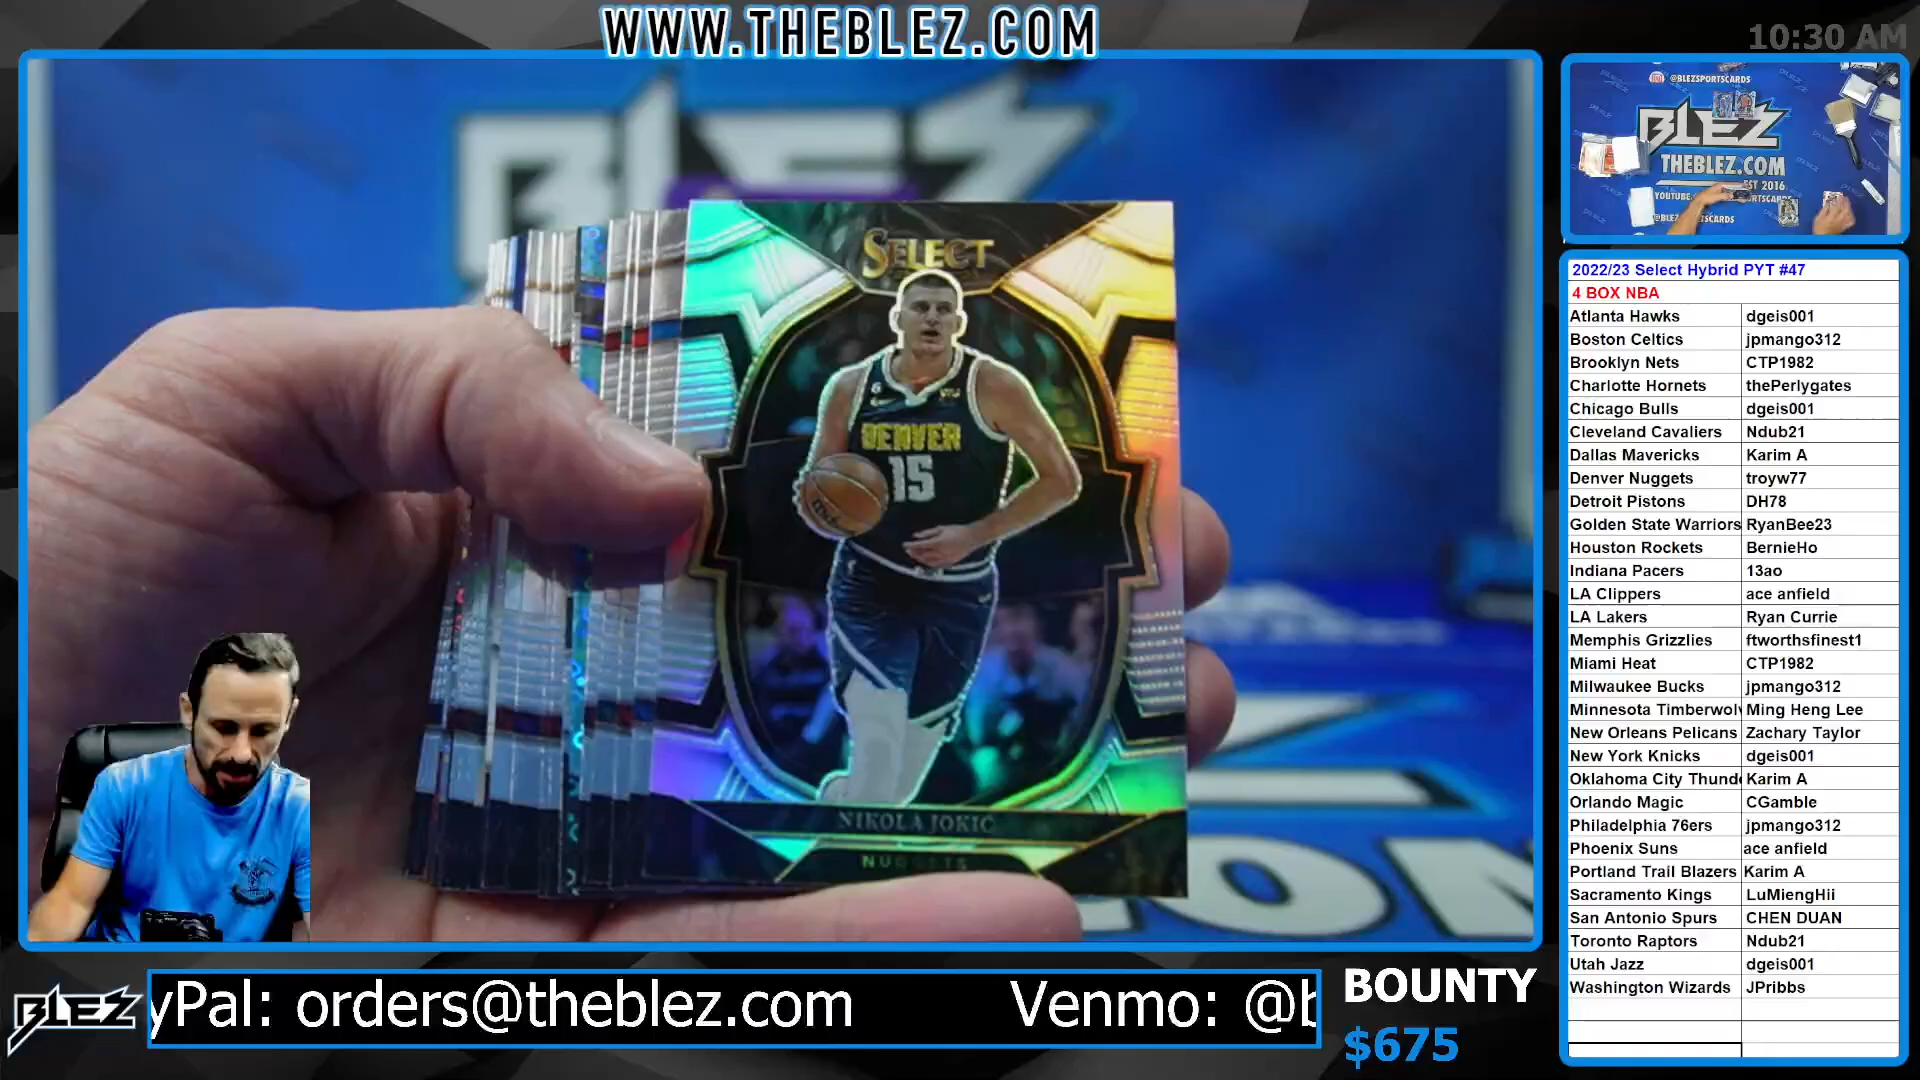 WWW.THEBLEZ.COM
10:30 AM
BLEZ
SELECT
DENVER
15
NIKOLA JOKIC
NUGGETS
@BLEZSPORTSCARDS
BLEZ
THEBLEZ.COM
EST 2016
2022/23 Select Hybrid PYT #47
4 BOX NBA
Atlanta Hawks dgeis001
Boston Celtics jpmango312
Brooklyn Nets CTP1982
Charlotte Hornets thePerlygates
Chicago Bulls dgeis001
Cleveland Cavaliers Ndub21
Dallas Mavericks Karim A
Denver Nuggets troyw77
Detroit Pistons DH78
Golden State Warriors RyanBee23
Houston Rockets BernieHo
Indiana Pacers 13ao
LA Clippers ace anfield
LA Lakers Ryan Currie
Memphis Grizzlies ftworthsfinest1
Miami Heat CTP1982
Milwaukee Bucks jpmango312
Minnesota Timberwolv Ming Heng Lee
New Orleans Pelicans Zachary Taylor
New York Knicks dgeis001
Oklahoma City Thunde Karim A
Orlando Magic CGamble
Philadelphia 76ers jpmango312
Phoenix Suns ace anfield
Portland Trail Blazers Karim A
Sacramento Kings LuMiengHii
San Antonio Spurs CHEN DUAN
Toronto Raptors Ndub21
Utah Jazz dgeis001
Washington Wizards JPribbs
BLEZ
yPal: orders@theblez.com Venmo: @b
BOUNTY
$675